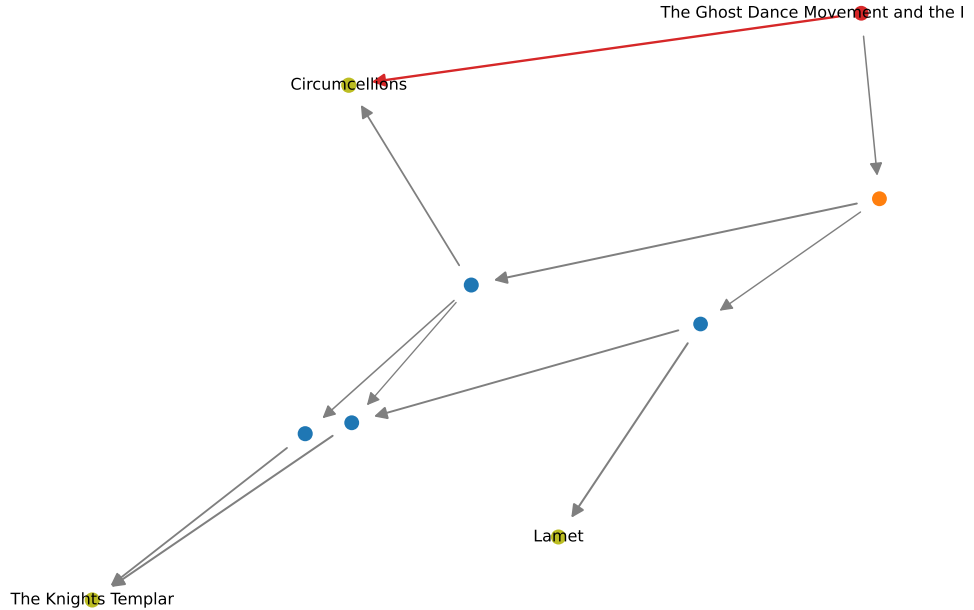 The Ghost Dance Movement and the
Circumcellions
Lamet
The Knights Templar